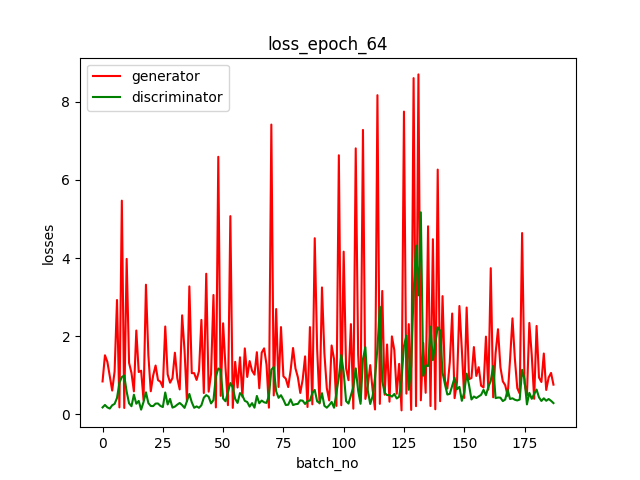 loss_epoch_64
generator
discriminator
losses
8
6
4
2
0
0 25 50 75 100 125 150 175
batch_no